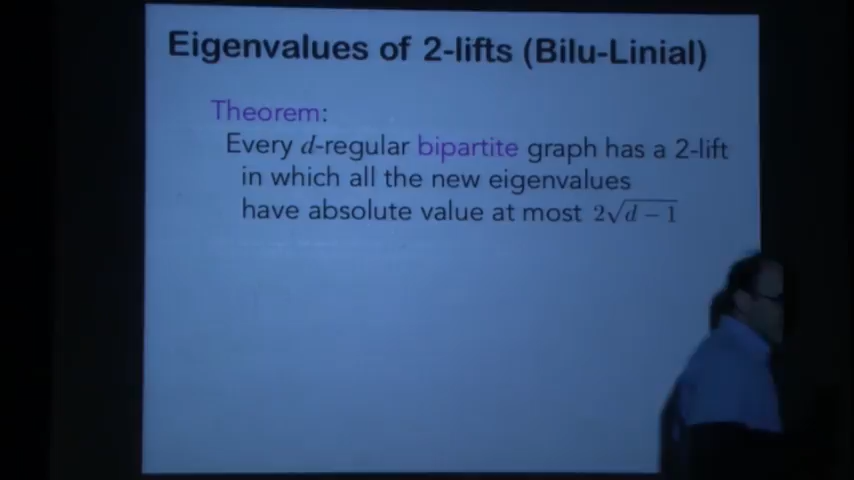 Eigenvalues of 2-lifts (Bilu-Linial)
Theorem:
Every d-regular bipartite graph has a 2-lift
in which all the new eigenvalues
have absolute value at most 2√(d − 1)